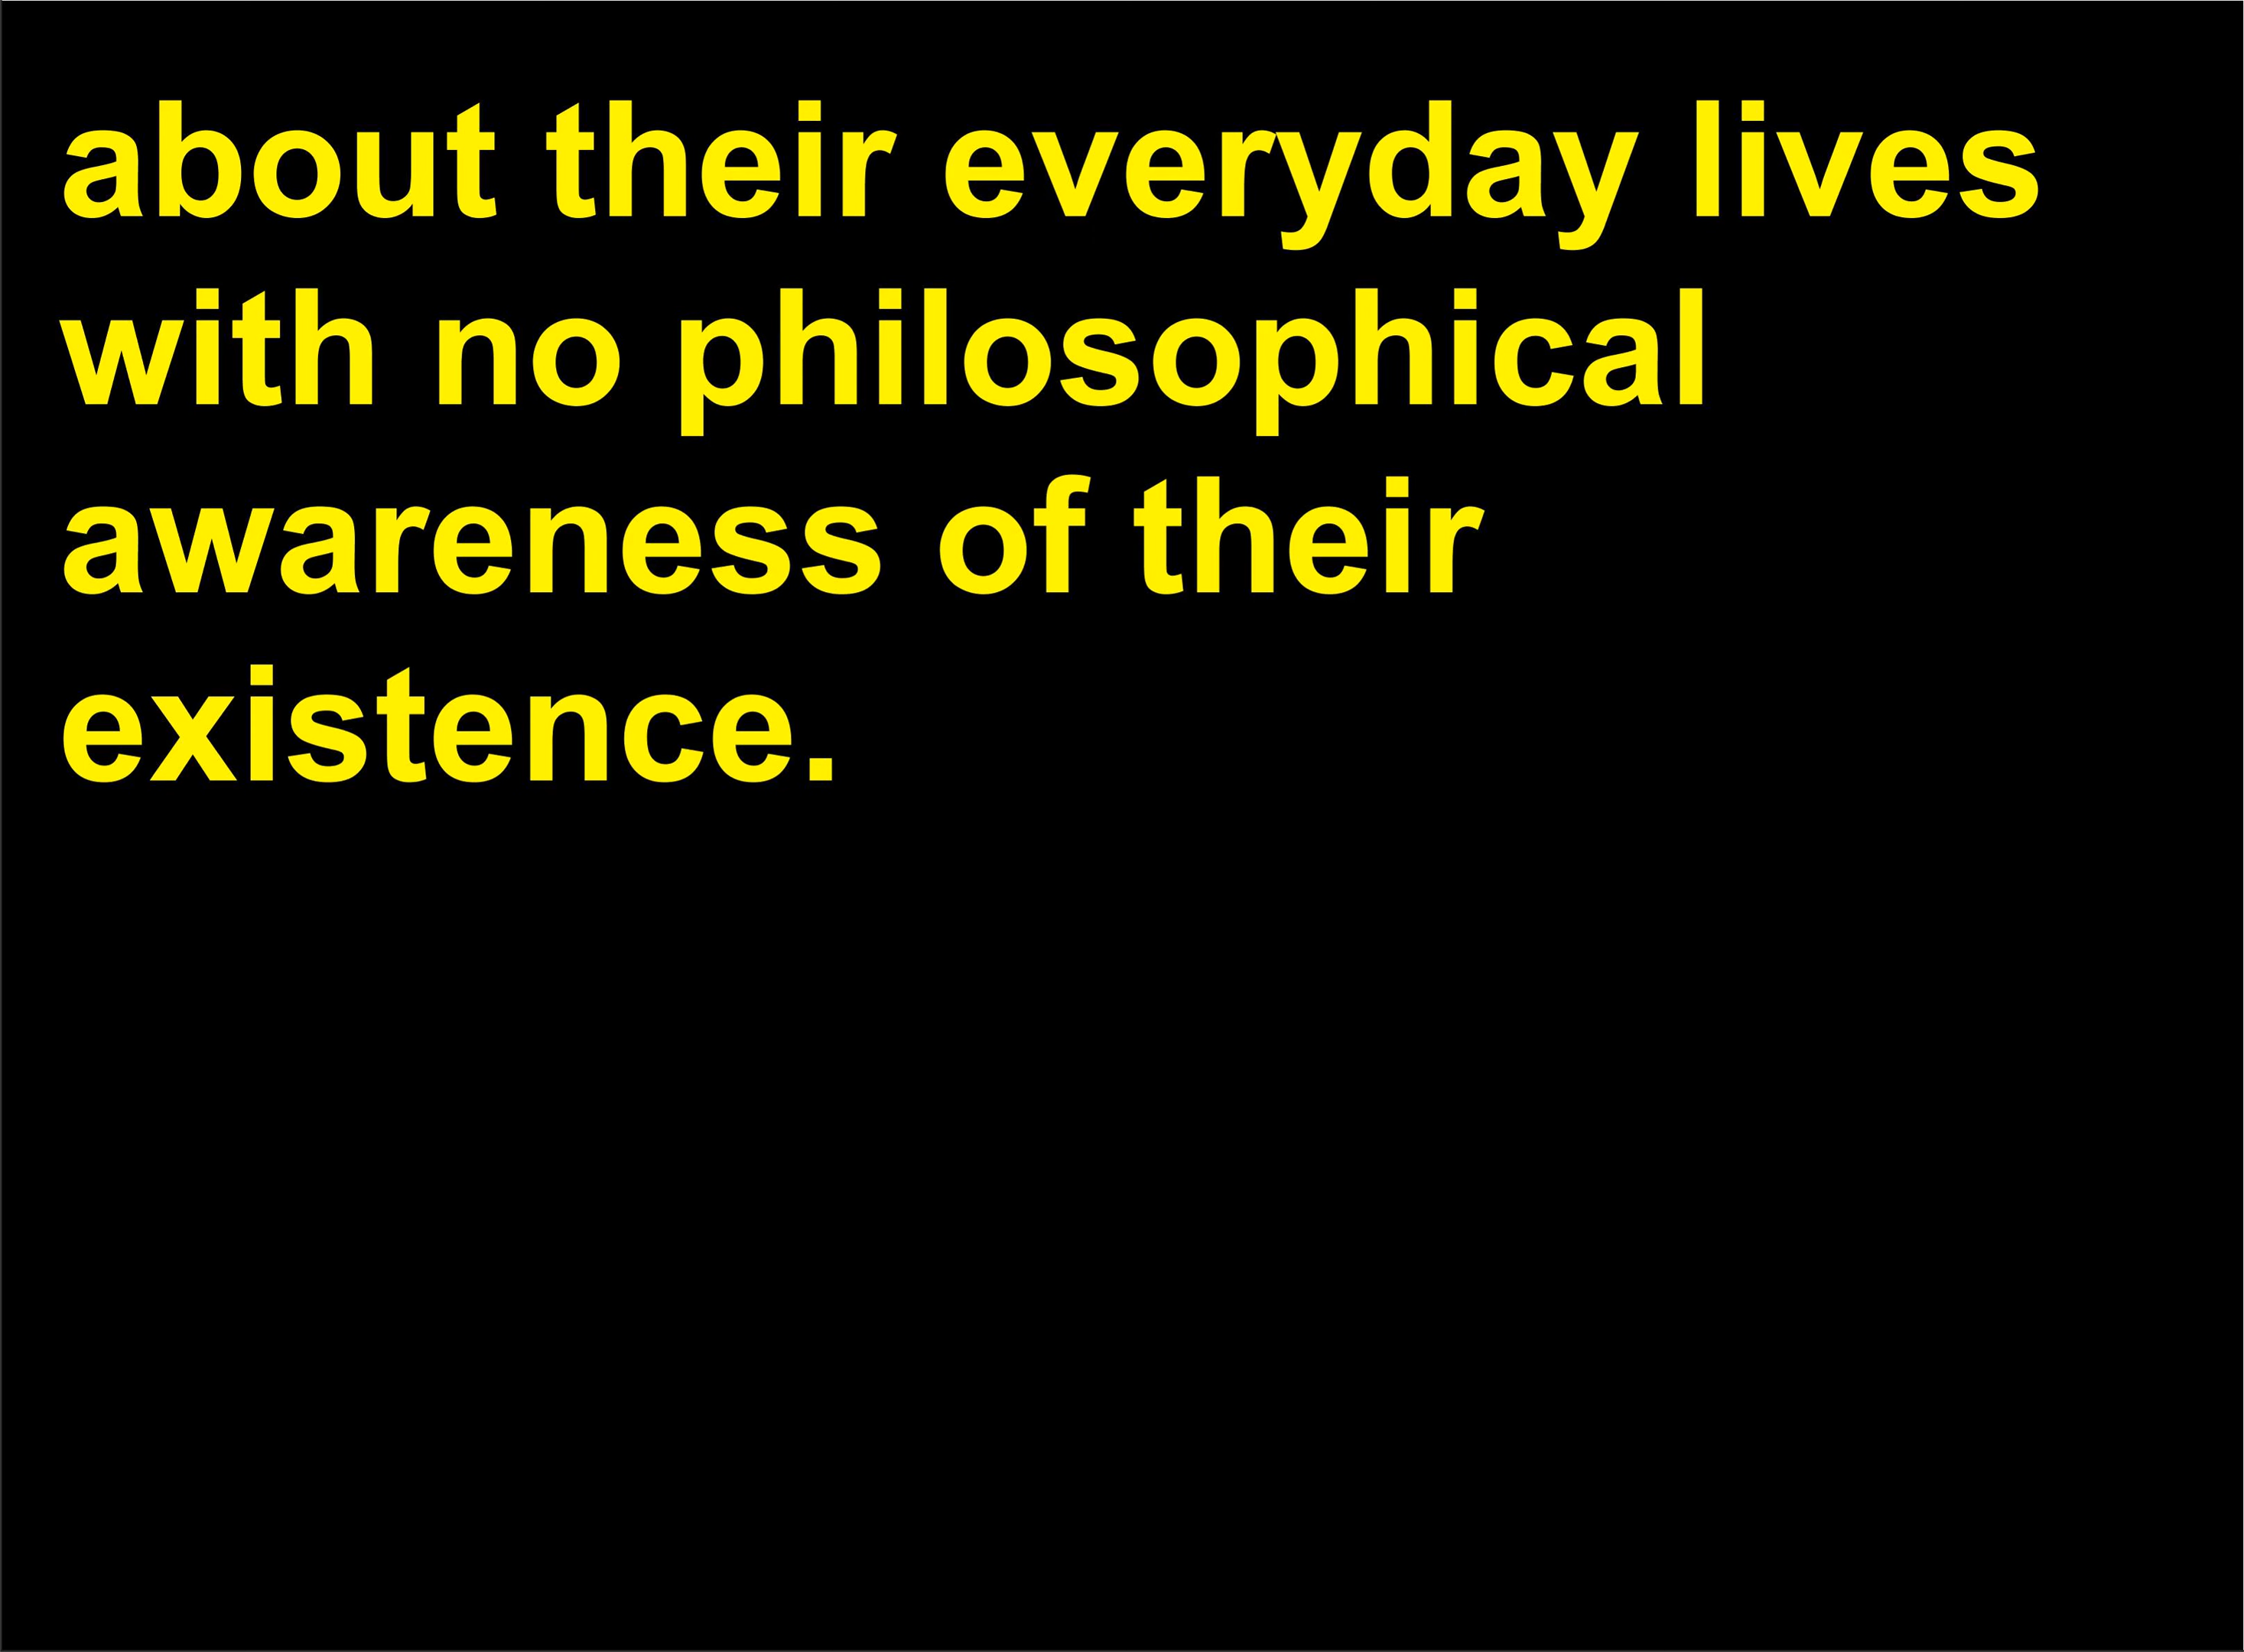 about their everyday lives
with no philosophical
awareness of their
existence.